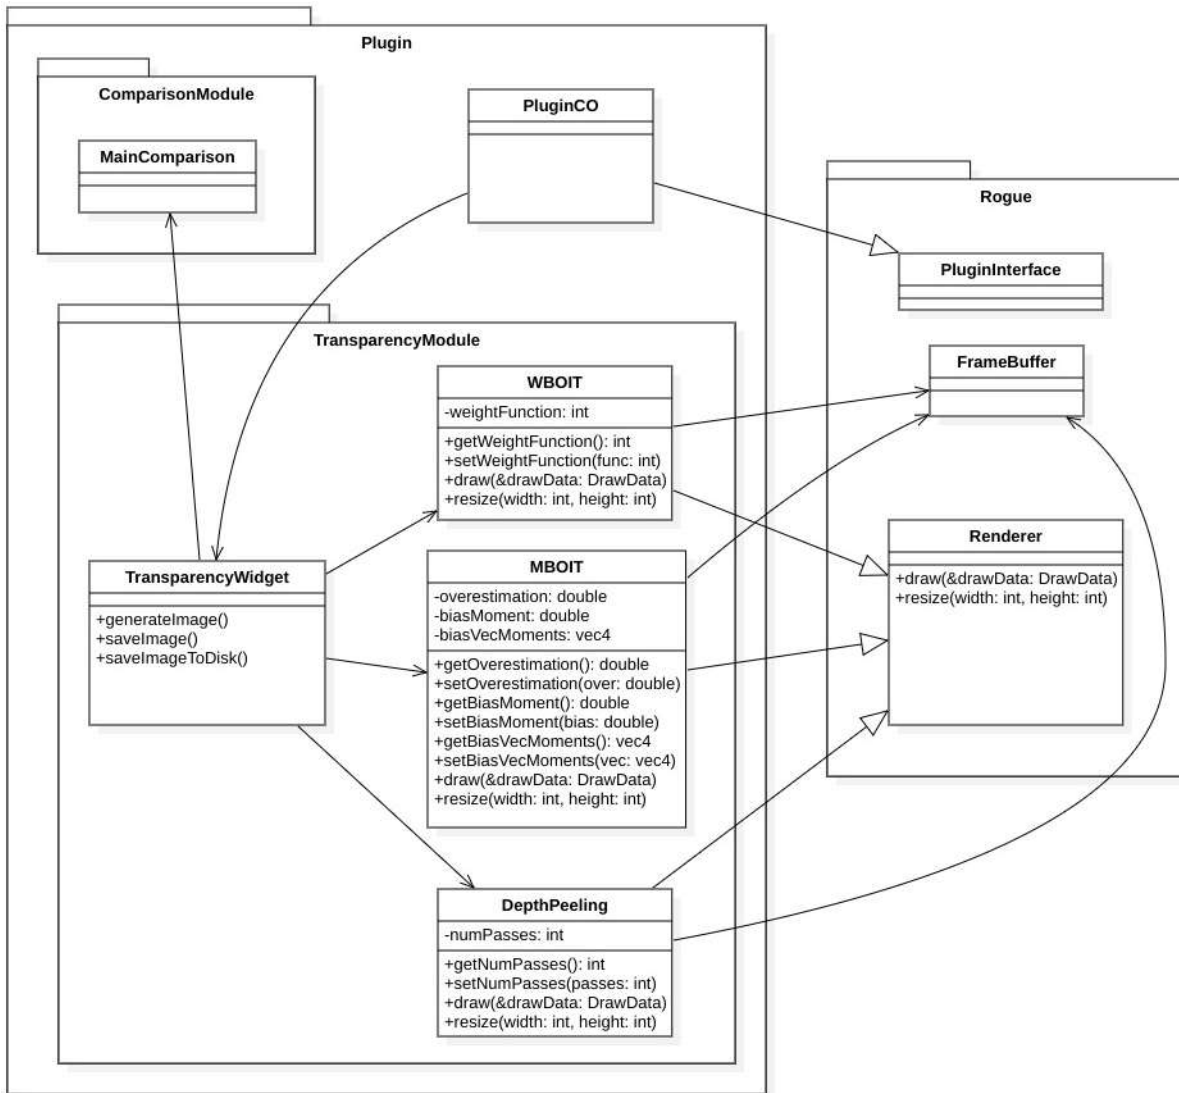 Plugin
ComparisonModule
MainComparison
PluginCO
TransparencyModule
WBOIT
-weightFunction: int
+getWeightFunction(): int
+setWeightFunction(func: int)
+draw(&drawData: DrawData)
+resize(width: int, height: int)
TransparencyWidget
+generateImage()
+saveImage()
+saveImageToDisk()
MBOIT
-overestimation: double
-biasMoment: double
-biasVecMoments: vec4
+getOverestimation(): double
+setOverestimation(over: double)
+getBiasMoment(): double
+setBiasMoment(bias: double)
+getBiasVecMoments(): vec4
+setBiasVecMoments(vec: vec4)
+draw(&drawData: DrawData)
+resize(width: int, height: int)
DepthPeeling
-numPasses: int
+getNumPasses(): int
+setNumPasses(passes: int)
+draw(&drawData: DrawData)
+resize(width: int, height: int)
Rogue
PluginInterface
FrameBuffer
Renderer
+draw(&drawData: DrawData)
+resize(width: int, height: int)